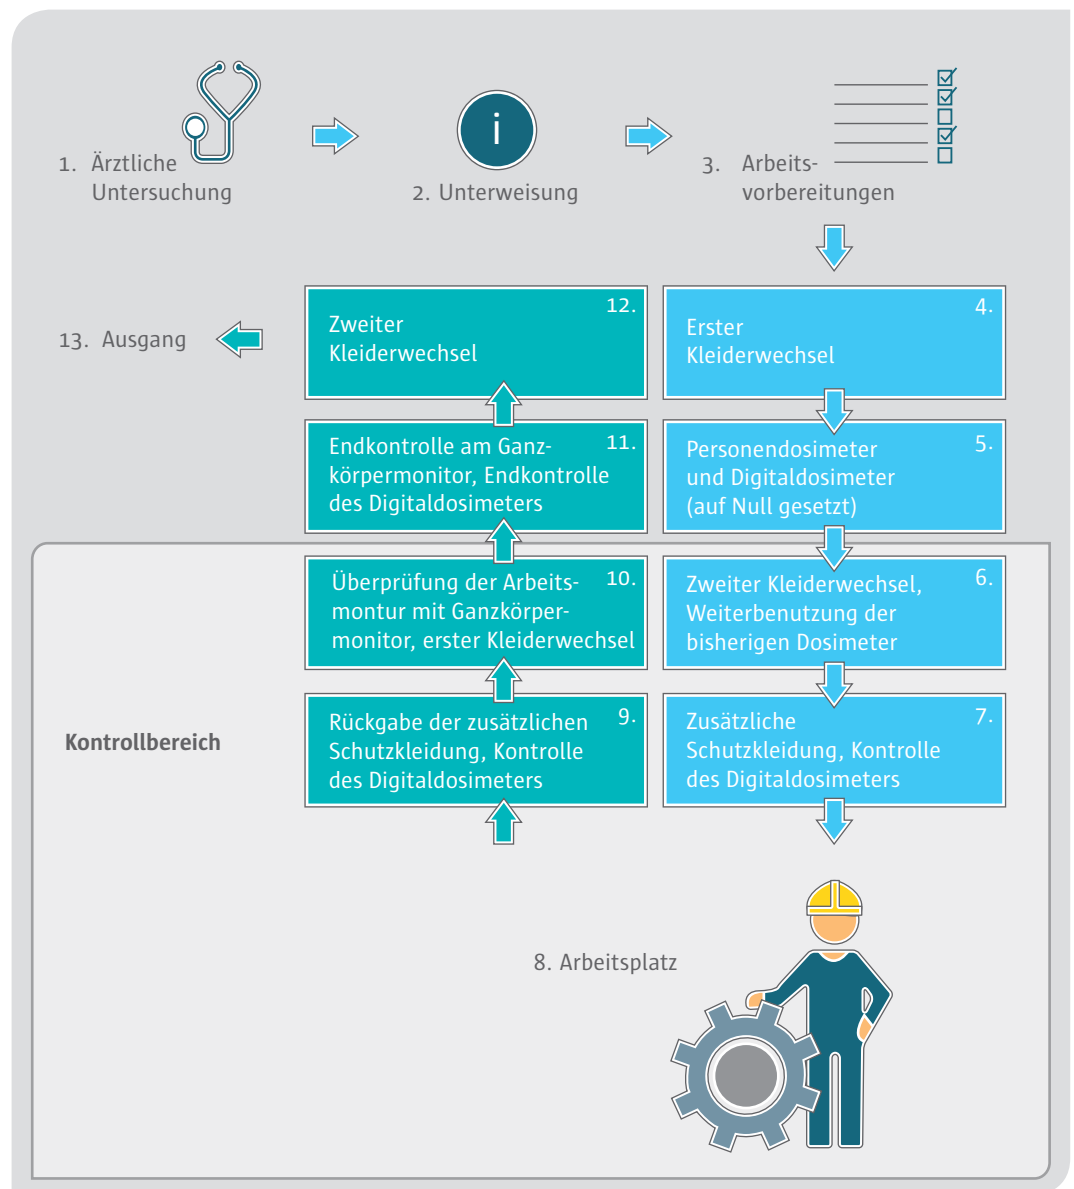 i
1. Ärztliche
Untersuchung
2. Unterweisung
3. Arbeits-
vorbereitungen
4.
Erster
Kleiderwechsel
5.
Personendosimeter
und Digitaldosimeter
(auf Null gesetzt)
6.
Zweiter Kleiderwechsel,
Weiterbenutzung der
bisherigen Dosimeter
7.
Zusätzliche
Schutzkleidung, Kontrolle
des Digitaldosimeters
8. Arbeitsplatz
9.
Rückgabe der zusätzlichen
Schutzkleidung, Kontrolle
des Digitaldosimeters
10.
Überprüfung der Arbeits-
montur mit Ganzkörper-
monitor, erster Kleiderwechsel
11.
Endkontrolle am Ganz-
körpermonitor, Endkontrolle
des Digitaldosimeters
12.
Zweiter
Kleiderwechsel
13. Ausgang
Kontrollbereich